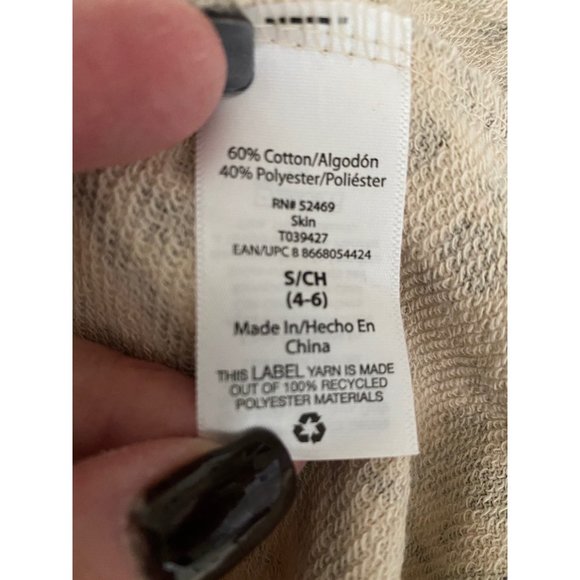 60% Cotton/Algodón
40% Polyester/Poliéster
RN# 52469
Skin
T039427
EAN/UPC 8 8668054424
S/CH
(4-6)
Made In/Hecho En
China
THIS LABEL YARN IS MADE
OUT OF 100% RECYCLED
POLYESTER MATERIALS